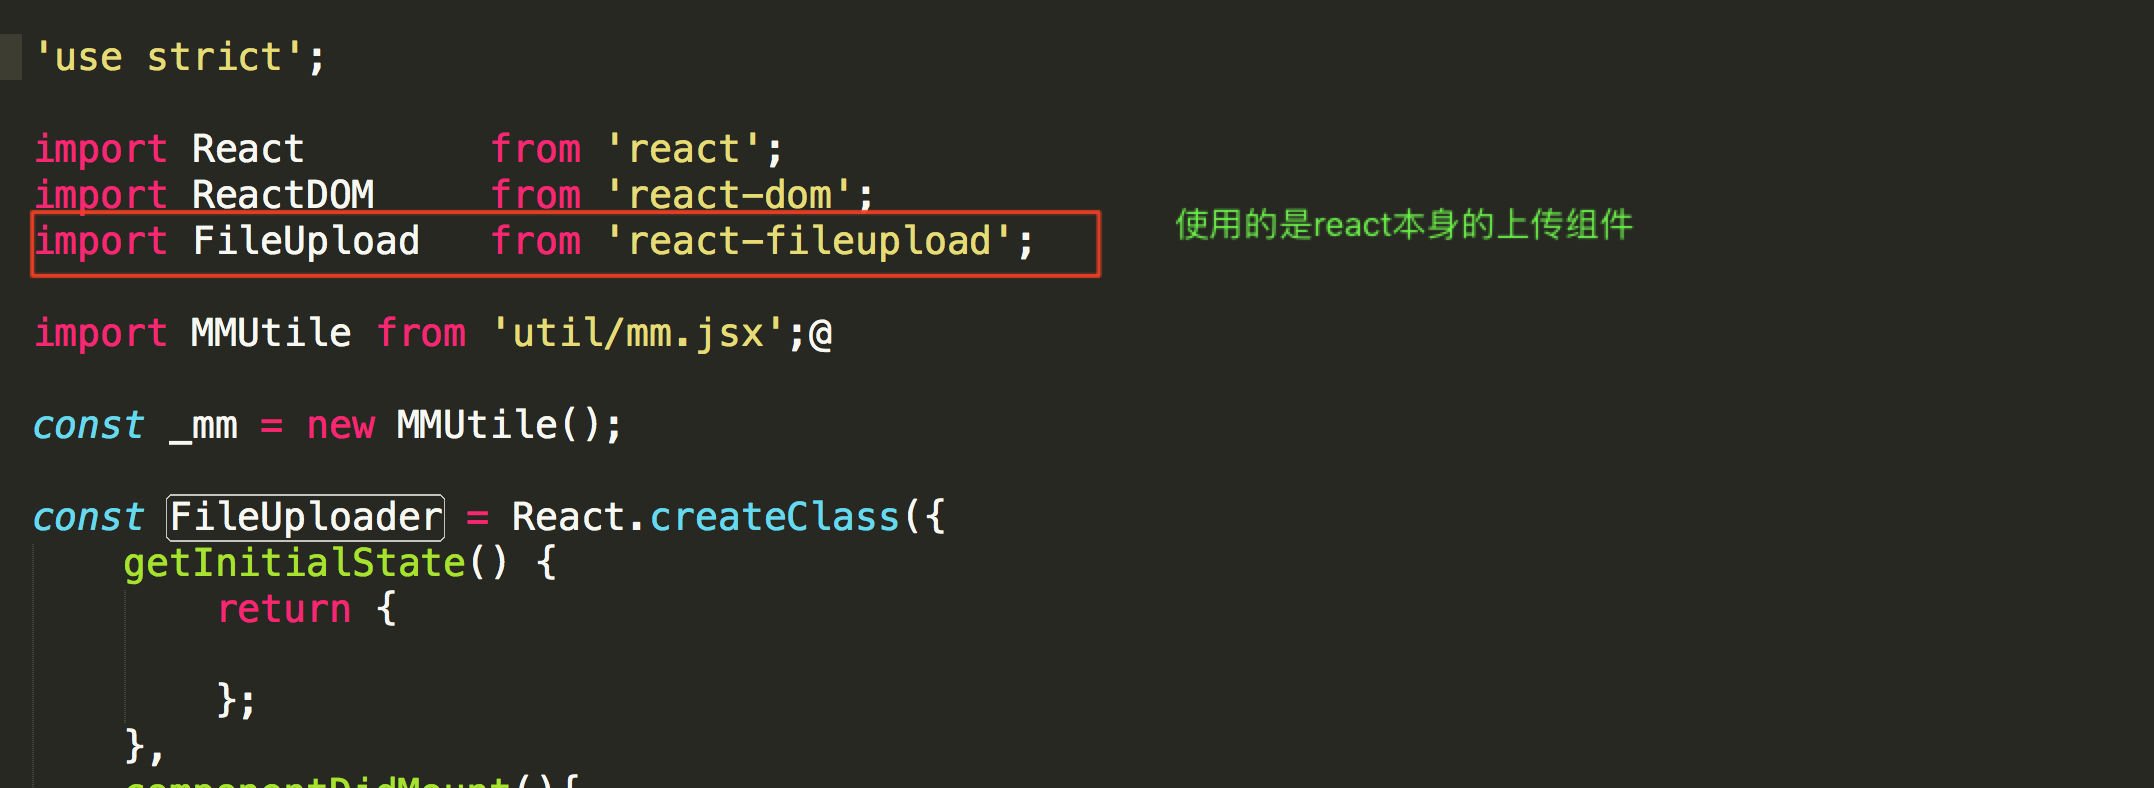 'use strict';
import React        from 'react';
import ReactDOM     from 'react-dom';
import FileUpload   from 'react-fileupload';
使用的是react本身的上传组件
import MMUtile from 'util/mm.jsx';@
const _mm = new MMUtile();
const FileUploader = React.createClass({
    getInitialState() {
        return {
        };
    },
    componentDidMount(){